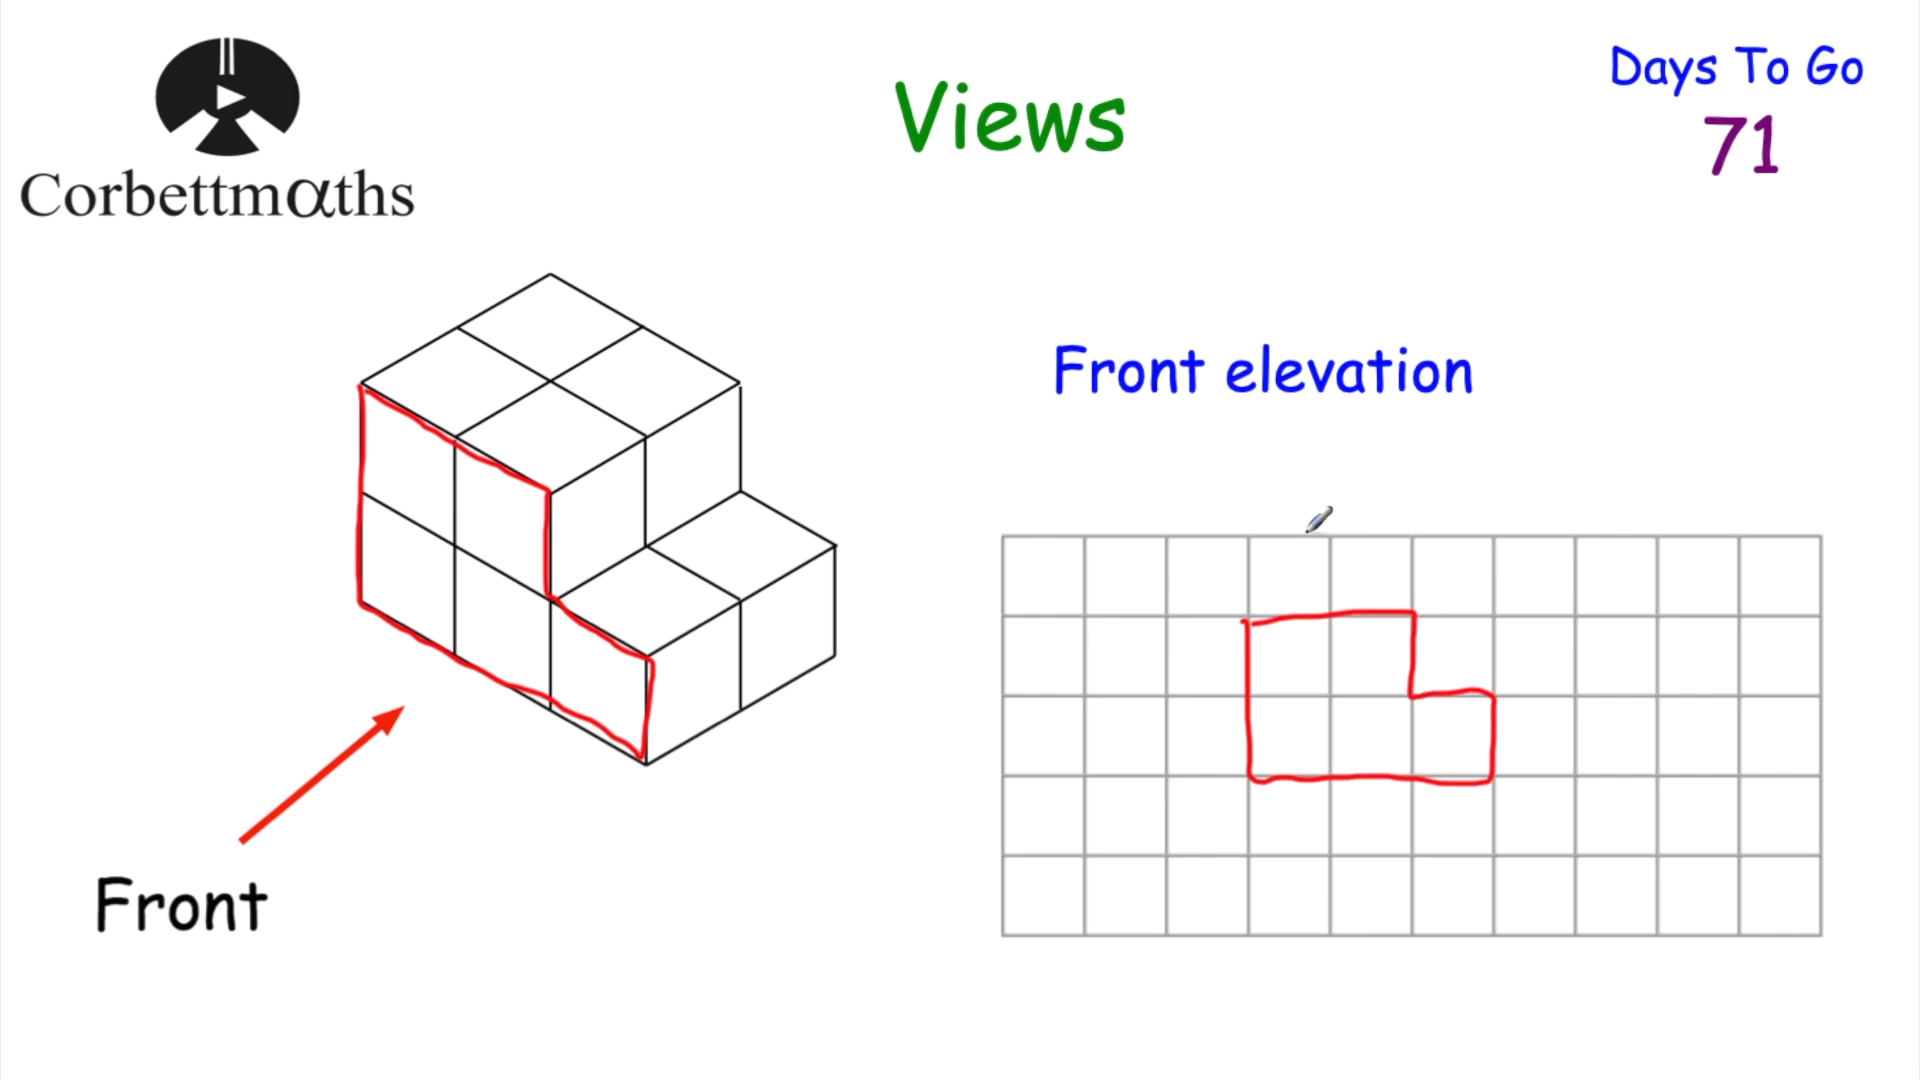 Corbettmαths
Views
Days To Go
71
Front elevation
Front